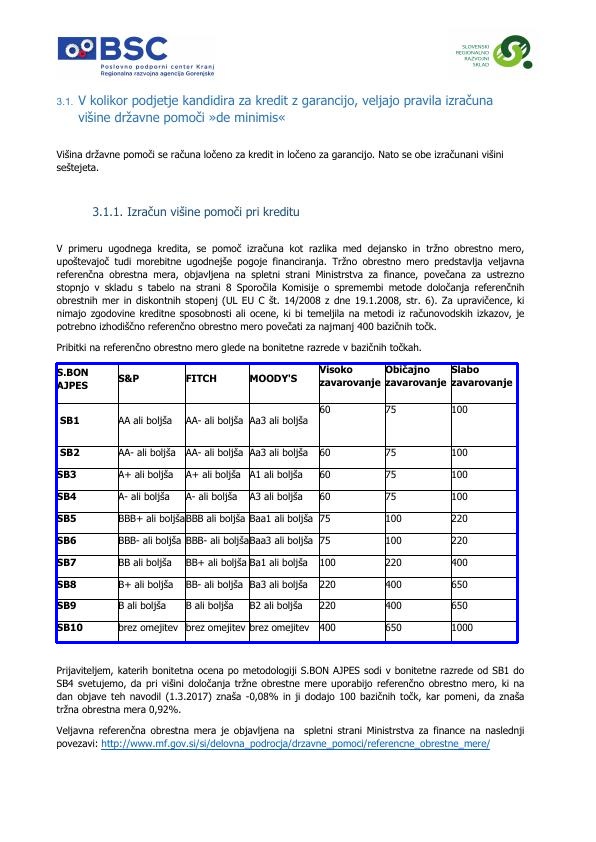 BSC
Poslovno podporni center Kranj
Regionalna razvojna agencija Gorenjske
SLOVENSKI
REGIONALNO
RAZVOJNI
SKLAD
3.1. V kolikor podjetje kandidira za kredit z garancijo, veljajo pravila izračuna
višine državne pomoči »de minimis«
Višina državne pomoči se računa ločeno za kredit in ločeno za garancijo. Nato se obe izračunani višini
seštejeta.
3.1.1. Izračun višine pomoči pri kreditu
V primeru ugodnega kredita, se pomoč izračuna kot razlika med dejansko in tržno obrestno mero,
upoštevajoč tudi morebitne ugodnejše pogoje financiranja. Tržno obrestno mero predstavlja veljavna
referenčna obrestna mera, objavljena na spletni strani Ministrstva za finance, povečana za ustrezno
stopnjo v skladu s tabelo na strani 8 Sporočila Komisije o spremembi metode določanja referenčnih
obrestnih mer in diskontnih stopenj (UL EU C št. 14/2008 z dne 19.1.2008, str. 6). Za upravičence, ki
nimajo zgodovine kreditne sposobnosti ali ocene, ki bi temeljila na metodi iz računovodskih izkazov, je
potrebno izhodiščno referenčno obrestno mero povečati za najmanj 400 bazičnih točk.
Pribitki na referenčno obrestno mero glede na bonitetne razrede v bazičnih točkah.
S.BON AJPES S&P FITCH MOODY'S Visoko zavarovanje Običajno zavarovanje Slabo zavarovanje
SB1 AA ali boljša AA- ali boljša Aa3 ali boljša 60 75 100
SB2 AA- ali boljša AA- ali boljša Aa3 ali boljša 60 75 100
SB3 A+ ali boljša A+ ali boljša A1 ali boljša 60 75 100
SB4 A- ali boljša A- ali boljša A3 ali boljša 60 75 100
SB5 BBB+ ali boljša BBB ali boljša Baa1 ali boljša 75 100 220
SB6 BBB- ali boljša BBB- ali boljša Baa3 ali boljša 75 100 220
SB7 BB ali boljša BB+ ali boljša Ba1 ali boljša 100 220 400
SB8 B+ ali boljša BB- ali boljša Ba3 ali boljša 220 400 650
SB9 B ali boljša B ali boljša B2 ali boljša 220 400 650
SB10 brez omejitev brez omejitev brez omejitev 400 650 1000
Prijaviteljem, katerih bonitetna ocena po metodologiji S.BON AJPES sodi v bonitetne razrede od SB1 do
SB4 svetujemo, da pri višini določanja tržne obrestne mere uporabijo referenčno obrestno mero, ki na
dan objave teh navodil (1.3.2017) znaša -0,08% in ji dodajo 100 bazičnih točk, kar pomeni, da znaša
tržna obrestna mera 0,92%.
Veljavna referenčna obrestna mera je objavljena na spletni strani Ministrstva za finance na naslednji
povezavi: http://www.mf.gov.si/si/delovna_podrocja/drzavne_pomoci/referencne_obrestne_mere/